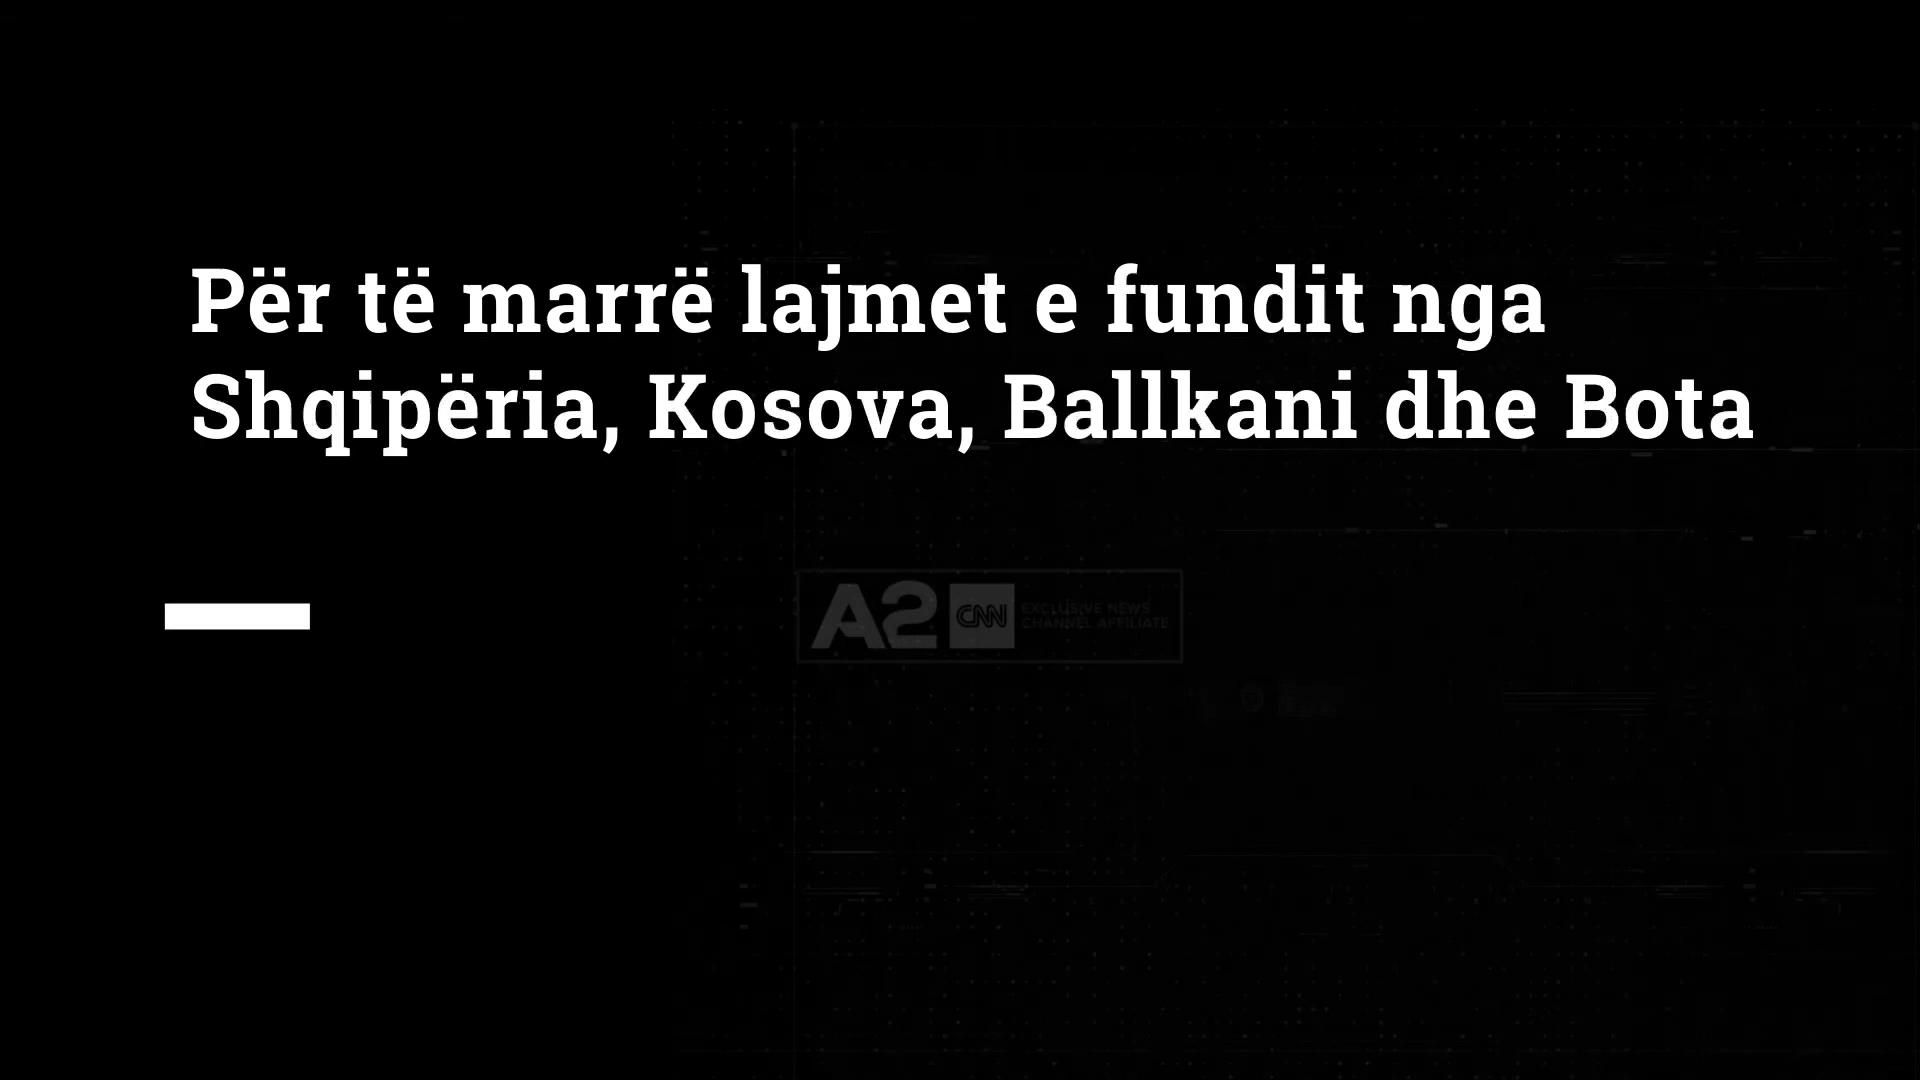 Për të marrë lajmet e fundit nga
Shqipëria, Kosova, Ballkani dhe Bota
A2 CNN EXCLUSIVE NEWS
CHANNEL AFFILIATE